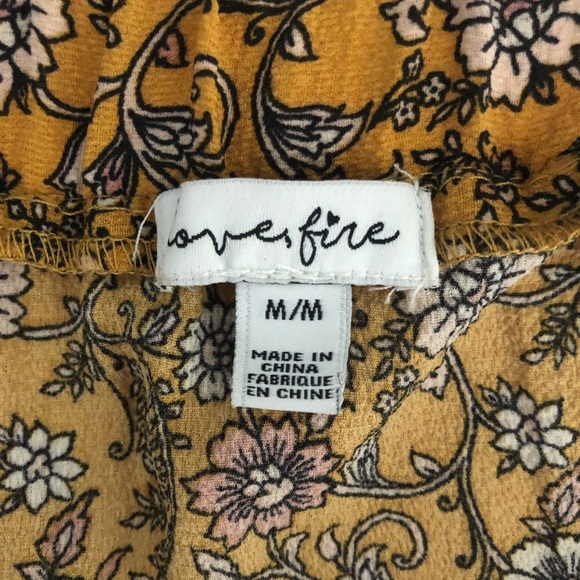 ove, fire
M/M
MADE IN
CHINA
FABRIQUE
EN CHINE